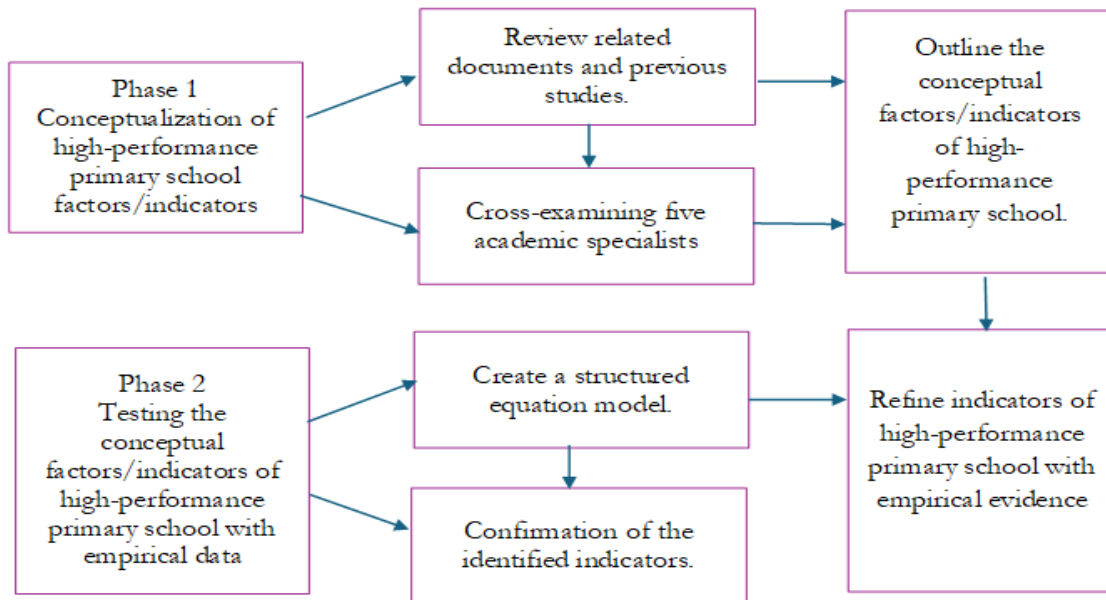 Phase 1
Conceptualization of
high-performance
primary school
factors/indicators
Review related
documents and previous
studies.
Cross-examining five
academic specialists
Outline the
conceptual
factors/indicators
of high-
performance
primary school.
Phase 2
Testing the
conceptual
factors/indicators of
high-performance
primary school with
empirical data
Create a structured
equation model.
Confirmation of the
identified indicators.
Refine indicators of
high-performance
primary school with
empirical evidence